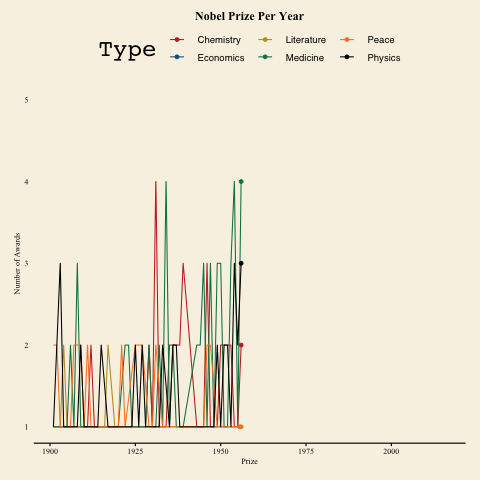 Nobel Prize Per Year
Type
Chemistry
Literature
Peace
Economics
Medicine
Physics
5
4
3
2
1
Number of Awards
1900
1925
1950
1975
2000
Prize